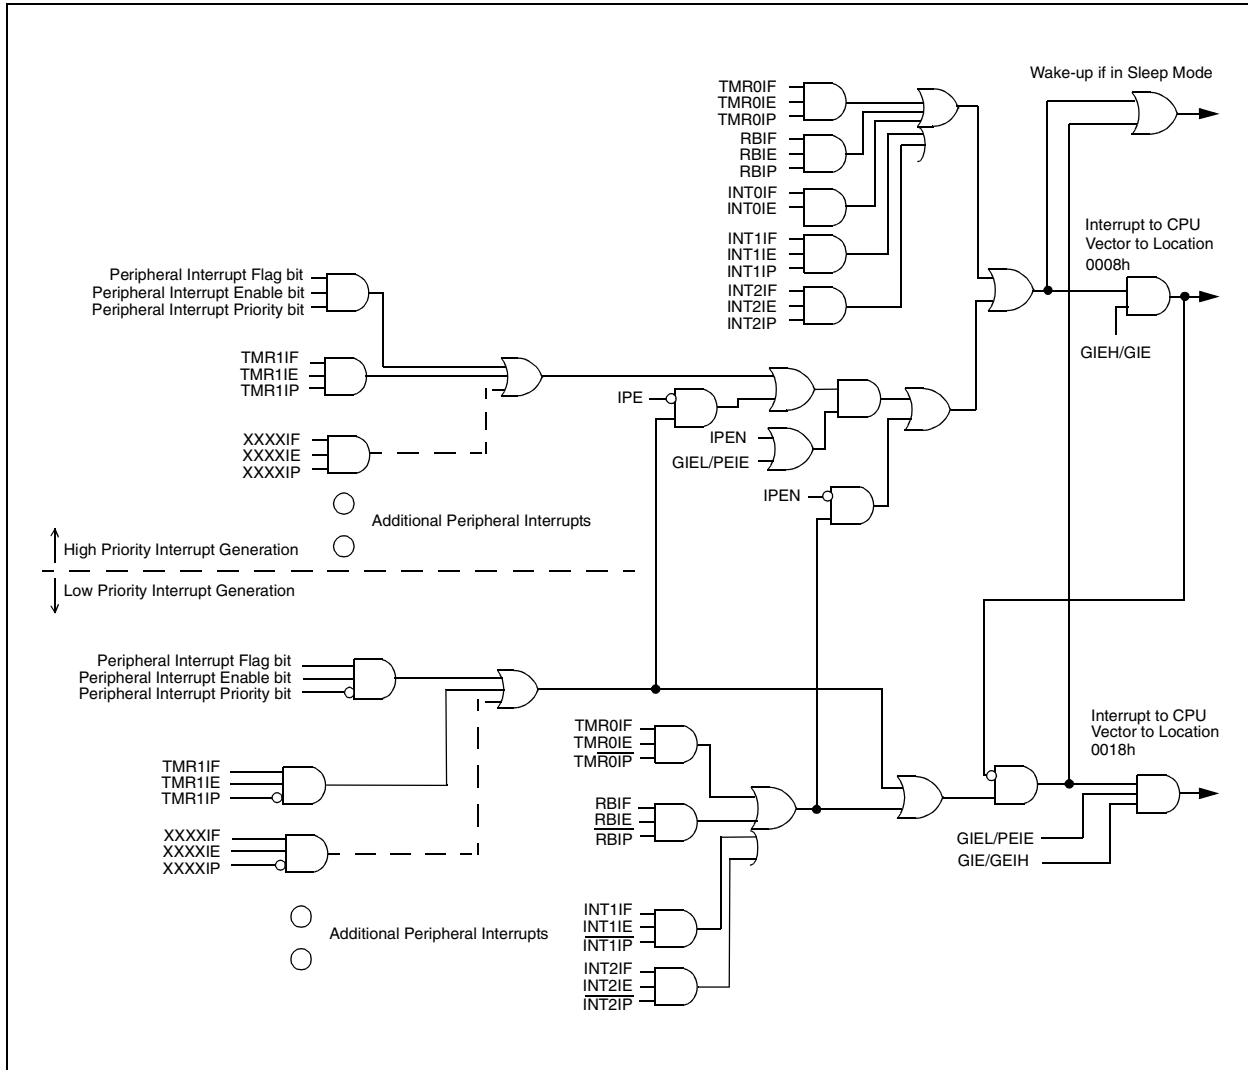 Wake-up if in Sleep Mode
TMR0IF
TMR0IE
TMR0IP
RBIF
RBIE
RBIP
INT0IF
INT0IE
INT1IF
INT1IE
INT1IP
INT2IF
INT2IE
INT2IP
Interrupt to CPU
Vector to Location
0008h
GIEH/GIE
Peripheral Interrupt Flag bit
Peripheral Interrupt Enable bit
Peripheral Interrupt Priority bit
TMR1IF
TMR1IE
TMR1IP
XXXXIF
XXXXIE
XXXXIP
IPE
IPEN
GIEL/PEIE
IPEN
Additional Peripheral Interrupts
High Priority Interrupt Generation
Low Priority Interrupt Generation
Peripheral Interrupt Flag bit
Peripheral Interrupt Enable bit
Peripheral Interrupt Priority bit
TMR1IF
TMR1IE
TMR1IP
XXXXIF
XXXXIE
XXXXIP
Additional Peripheral Interrupts
TMR0IF
TMR0IE
TMR0IP
RBIF
RBIE
RBIP
INT1IF
INT1IE
INT1IP
INT2IF
INT2IE
INT2IP
Interrupt to CPU
Vector to Location
0018h
GIEL/PEIE
GIE/GEIH